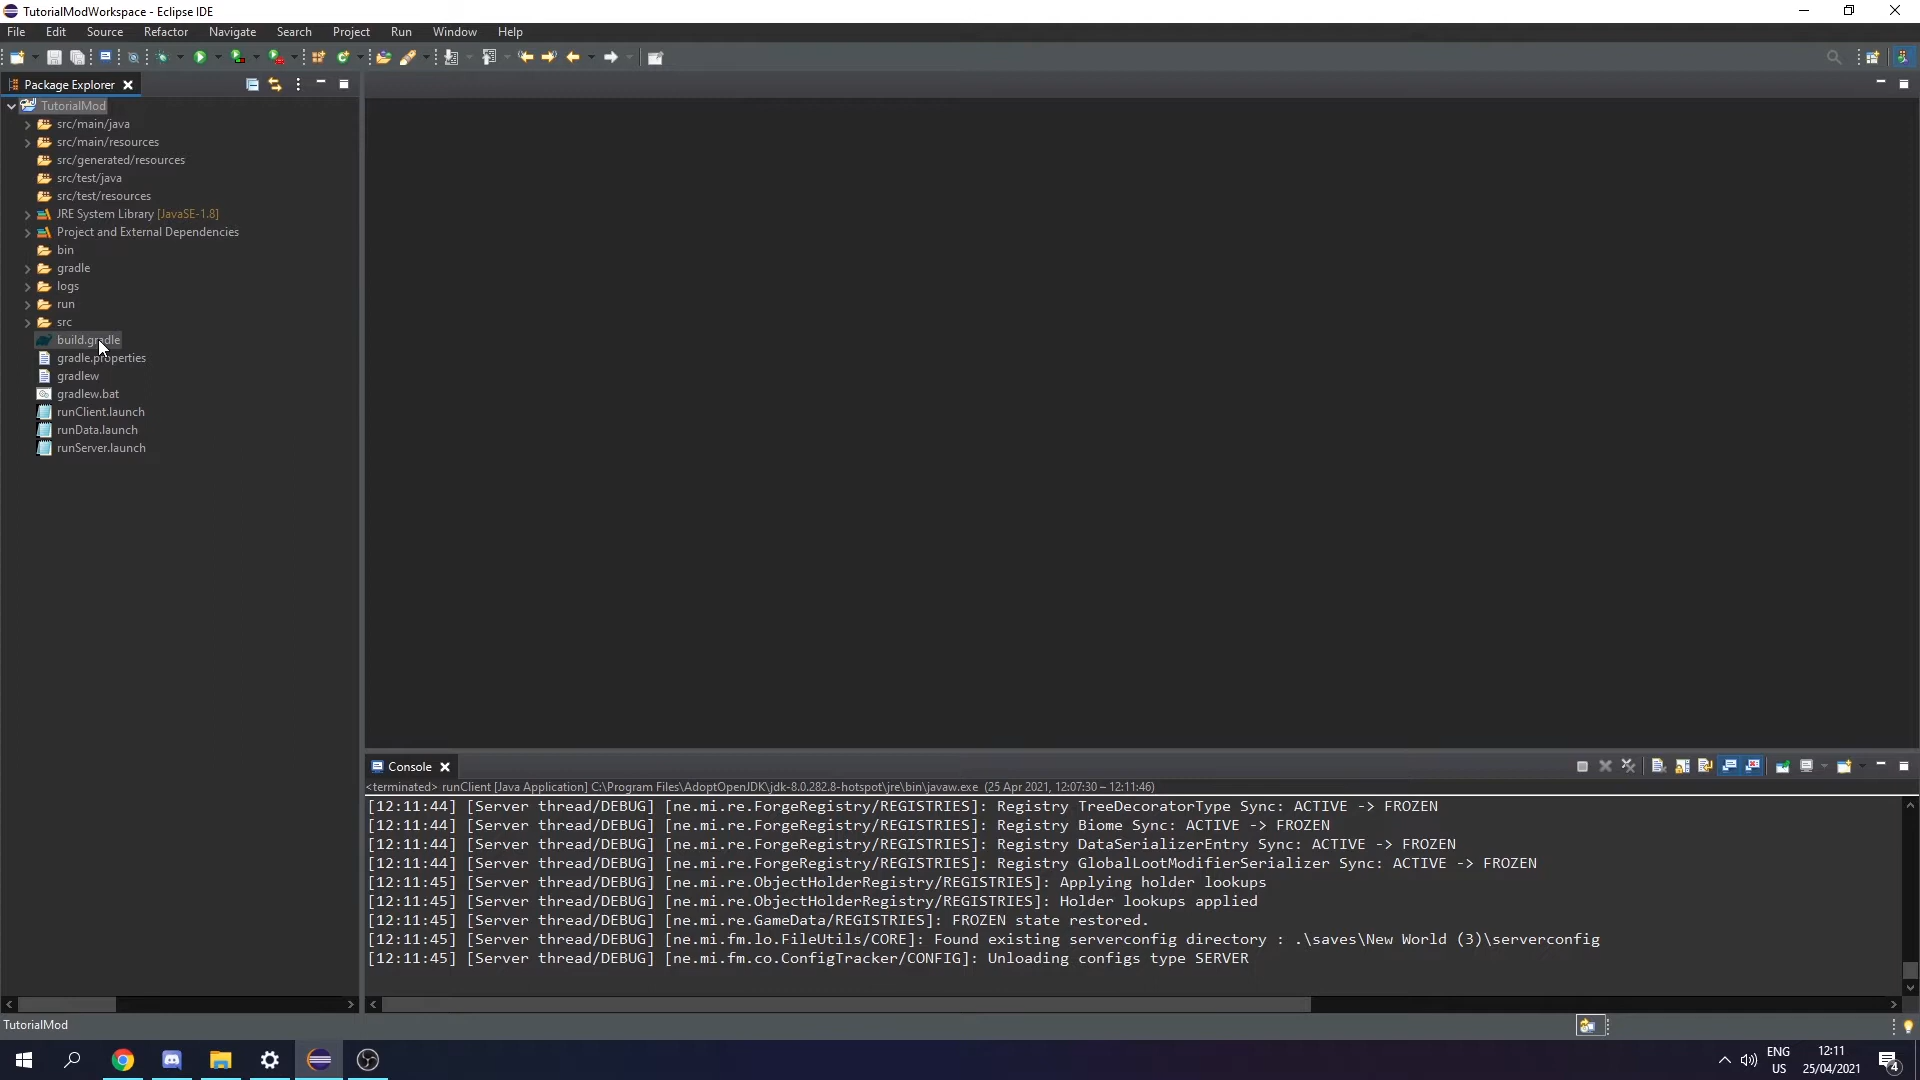 TutorialModWorkspace - Eclipse IDE
File Edit Source Refactor Navigate Search Project Run Window Help
Package Explorer
TutorialMod
src/main/java
src/main/resources
src/generated/resources
src/test/java
src/test/resources
JRE System Library [JavaSE-1.8]
Project and External Dependencies
bin
gradle
logs
run
src
build.gradle
gradle.properties
gradlew
gradlew.bat
runClient.launch
runData.launch
runServer.launch
Console
<terminated> runClient [Java Application] C:\Program Files\AdoptOpenJDK\jdk-8.0.282.8-hotspot\jre\bin\javaw.exe (25 Apr 2021, 12:07:30 – 12:11:46)
[12:11:44] [Server thread/DEBUG] [ne.mi.re.ForgeRegistry/REGISTRIES]: Registry TreeDecoratorType Sync: ACTIVE -> FROZEN
[12:11:44] [Server thread/DEBUG] [ne.mi.re.ForgeRegistry/REGISTRIES]: Registry Biome Sync: ACTIVE -> FROZEN
[12:11:44] [Server thread/DEBUG] [ne.mi.re.ForgeRegistry/REGISTRIES]: Registry DataSerializerEntry Sync: ACTIVE -> FROZEN
[12:11:44] [Server thread/DEBUG] [ne.mi.re.ForgeRegistry/REGISTRIES]: Registry GlobalLootModifierSerializer Sync: ACTIVE -> FROZEN
[12:11:45] [Server thread/DEBUG] [ne.mi.re.ObjectHolderRegistry/REGISTRIES]: Applying holder lookups
[12:11:45] [Server thread/DEBUG] [ne.mi.re.ObjectHolderRegistry/REGISTRIES]: Holder lookups applied
[12:11:45] [Server thread/DEBUG] [ne.mi.re.GameData/REGISTRIES]: FROZEN state restored.
[12:11:45] [Server thread/DEBUG] [ne.mi.fm.lo.FileUtils/CORE]: Found existing serverconfig directory : .\saves\New World (3)\serverconfig
[12:11:45] [Server thread/DEBUG] [ne.mi.fm.co.ConfigTracker/CONFIG]: Unloading configs type SERVER
TutorialMod
ENG
US
12:11
25/04/2021
4